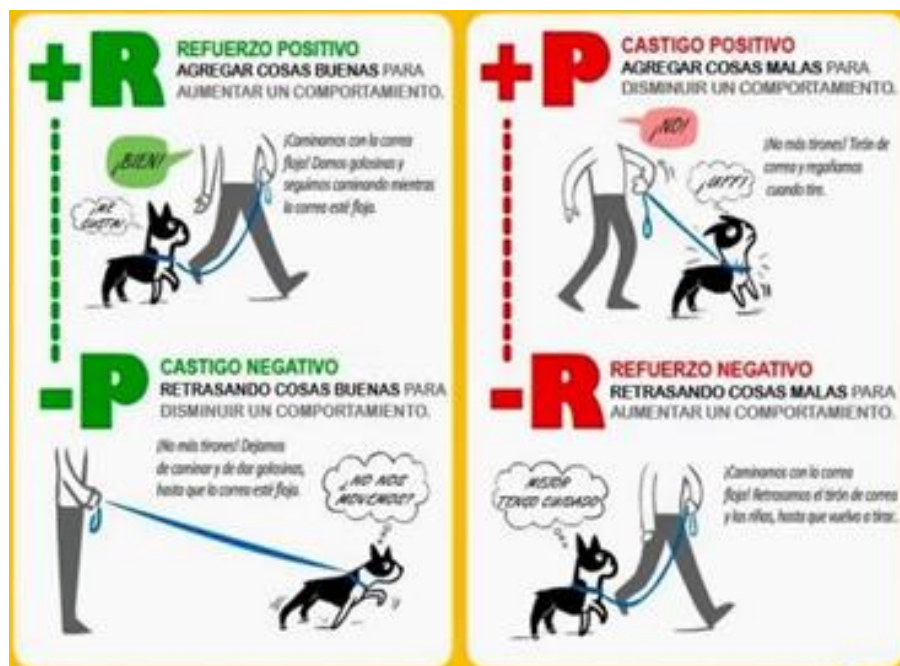 +R
REFUERZO POSITIVO
AGREGAR COSAS BUENAS PARA
AUMENTAR UN COMPORTAMIENTO.
¡BIEN!
¡ME
GUSTA!
¡Caminamos con la correa
floja! Damos golosinas y
seguimos caminando mientras
la correa esté floja.
-P
CASTIGO NEGATIVO
RETRASANDO COSAS BUENAS PARA
DISMINUIR UN COMPORTAMIENTO.
¡No más tirones! Dejamos
de caminar y de dar golosinas,
hasta que la correa esté floja.
¿NO NOS
MOVEMOS?
+P
CASTIGO POSITIVO
AGREGAR COSAS MALAS PARA
DISMINUIR UN COMPORTAMIENTO.
¡NO!
¡No más tirones! Tirón de
correa y regañamos
cuando tire.
-R
REFUERZO NEGATIVO
RETRASANDO COSAS MALAS PARA
AUMENTAR UN COMPORTAMIENTO.
MEJOR
TENGO CUIDADO
¡Caminamos con la correa
floja! Retrasamos el tirón de correa
y las riñas, hasta que vuelva a tirar.